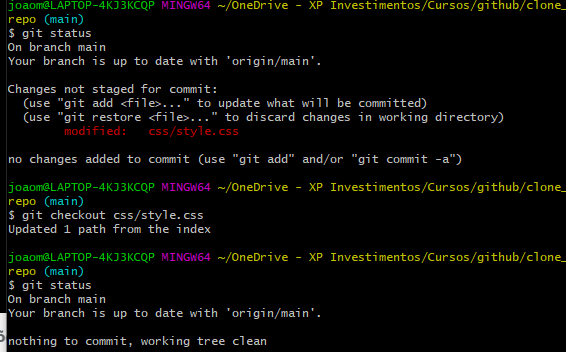 joaom@LAPTOP-4KJ3KCQP MINGW64 ~/OneDrive - XP Investimentos/Cursos/github/clone_
repo (main)
$ git status
On branch main
Your branch is up to date with 'origin/main'.
Changes not staged for commit:
(use "git add <file>..." to update what will be committed)
(use "git restore <file>..." to discard changes in working directory)
modified: css/style.css
no changes added to commit (use "git add" and/or "git commit -a")
joaom@LAPTOP-4KJ3KCQP MINGW64 ~/OneDrive - XP Investimentos/Cursos/github/clone_
repo (main)
$ git checkout css/style.css
Updated 1 path from the index
joaom@LAPTOP-4KJ3KCQP MINGW64 ~/OneDrive - XP Investimentos/Cursos/github/clone_
repo (main)
$ git status
On branch main
Your branch is up to date with 'origin/main'.
nothing to commit, working tree clean